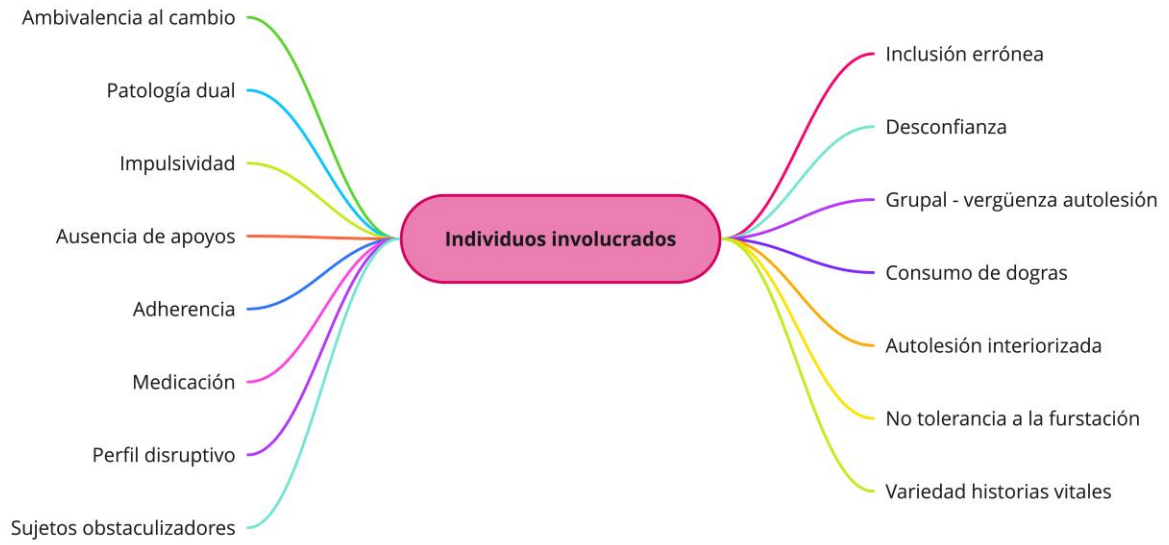 Ambivalencia al cambio
Patología dual
Impulsividad
Ausencia de apoyos
Adherencia
Medicación
Perfil disruptivo
Sujetos obstaculizadores
Individuos involucrados
Inclusión errónea
Desconfianza
Grupal - vergüenza autolesión
Consumo de dogras
Autolesión interiorizada
No tolerancia a la furstación
Variedad historias vitales